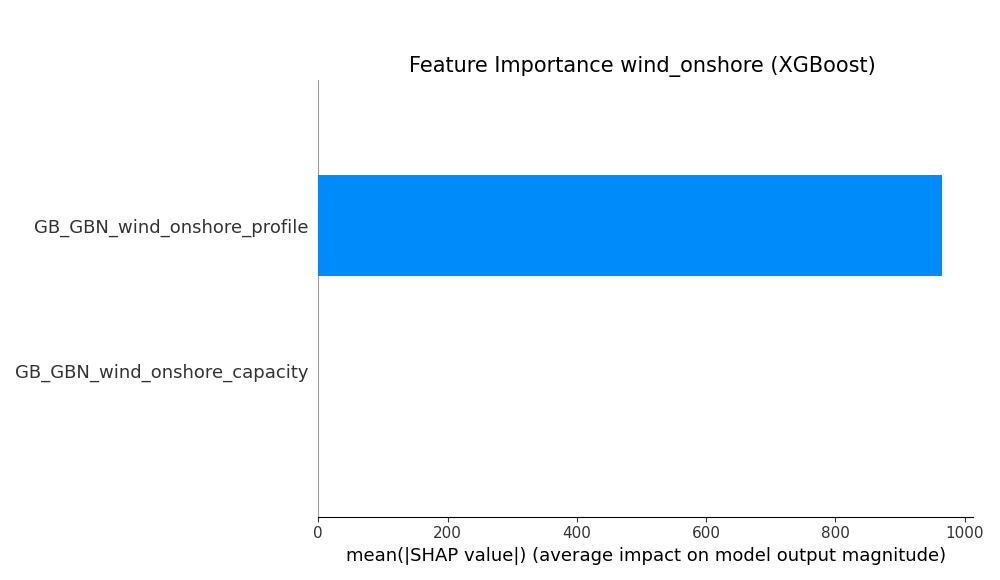 Feature Importance wind_onshore (XGBoost)
GB_GBN_wind_onshore_profile
GB_GBN_wind_onshore_capacity
0 200 400 600 800 1000
mean(|SHAP value|) (average impact on model output magnitude)